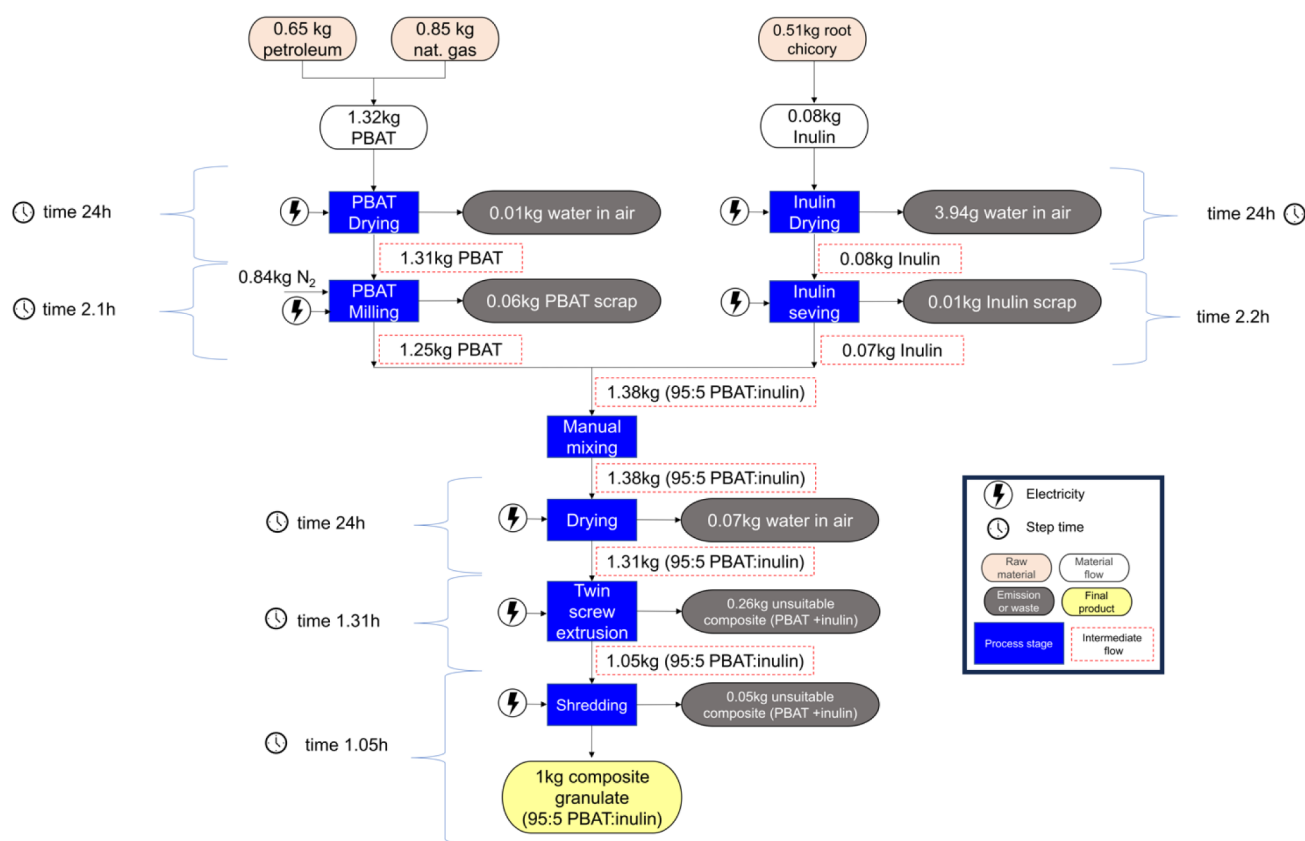 0.65 kg
petroleum
0.85 kg
nat. gas
0.51kg root
chicory
1.32kg
PBAT
0.08kg
Inulin
time 24h
PBAT
Drying
0.01kg water in air
Inulin
Drying
3.94g water in air
time 24h
1.31kg PBAT
0.08kg Inulin
0.84kg N₂
time 2.1h
PBAT
Milling
0.06kg PBAT scrap
Inulin
seving
0.01kg Inulin scrap
time 2.2h
1.25kg PBAT
0.07kg Inulin
1.38kg (95:5 PBAT:inulin)
Manual
mixing
1.38kg (95:5 PBAT:inulin)
time 24h
Drying
0.07kg water in air
1.31kg (95:5 PBAT:inulin)
time 1.31h
Twin
screw
extrusion
0.26kg unsuitable
composite (PBAT +inulin)
1.05kg (95:5 PBAT:inulin)
Shredding
0.05kg unsuitable
composite (PBAT +inulin)
time 1.05h
1kg composite
granulate
(95:5 PBAT:inulin)
Electricity
Step time
Raw
material
Material
flow
Emission
or waste
Final
product
Process stage
Intermediate
flow